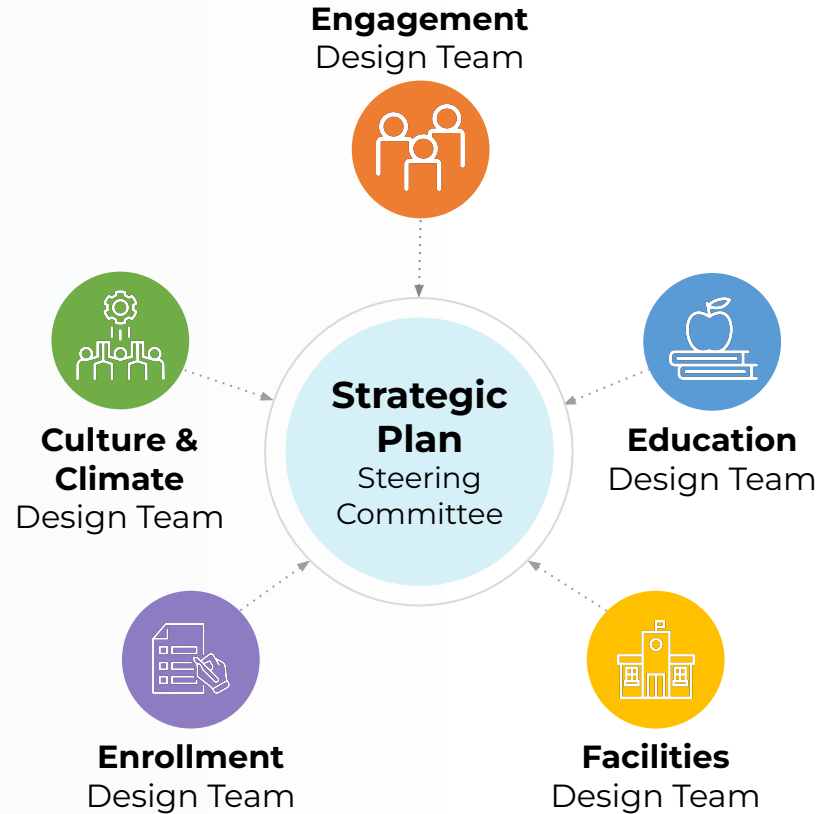 Engagement
Design Team
Culture &
Climate
Design Team
Strategic
Plan
Steering
Committee
Education
Design Team
Enrollment
Design Team
Facilities
Design Team